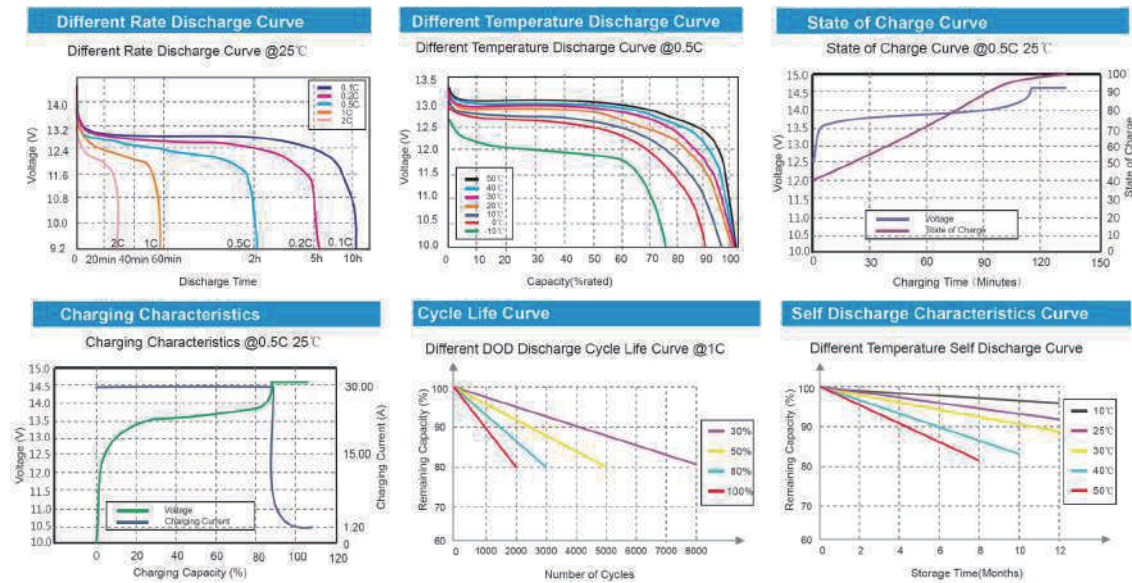 Different Rate Discharge Curve
Different Rate Discharge Curve @25℃
Voltage (V)
14.0
13.2
12.4
11.6
10.8
10.0
9.2
0.1C
0.2C
0.5C
1C
2C
2C
1C
0.5C
0.2C
0.1C
0 20min 40min 60min 2h 5h 10h
Discharge Time
Different Temperature Discharge Curve
Different Temperature Discharge Curve @0.5C
Voltage (V)
13.5
13.0
12.5
12.0
11.5
11.0
10.5
10.0
50℃
40℃
30℃
20℃
10℃
0℃
-10℃
0 10 20 30 40 50 60 70 80 90 100
Capacity(%rated)
State of Charge Curve
State of Charge Curve @0.5C 25℃
Voltage (V)
15.0
14.5
14.0
13.5
13.0
12.5
12.0
11.5
11.0
10.5
10.0
100
90
80
70
60
50
40
30
20
10
0
State of Charge
Voltage
State of Charge
0 30 60 90 120 150
Charging Time (Minutes)
Charging Characteristics
Charging Characteristics @0.5C 25℃
Voltage (V)
15.0
14.5
14.0
13.5
13.0
12.5
12.0
11.5
11.0
10.5
10.0
30.00
15.00
1.20
0
Charging Current (A)
Voltage
Charging Current
0 20 40 60 80 100 120
Charging Capacity (%)
Cycle Life Curve
Different DOD Discharge Cycle Life Curve @1C
Remaining Capacity (%)
100
90
80
70
60
30%
50%
80%
100%
0 1000 2000 3000 4000 5000 6000 7000 8000
Number of Cycles
Self Discharge Characteristics Curve
Different Temperature Self Discharge Curve
Remaining Capacity (%)
100
90
80
70
60
10℃
25℃
30℃
40℃
50℃
0 2 4 6 8 10 12
Storage Time(Months)